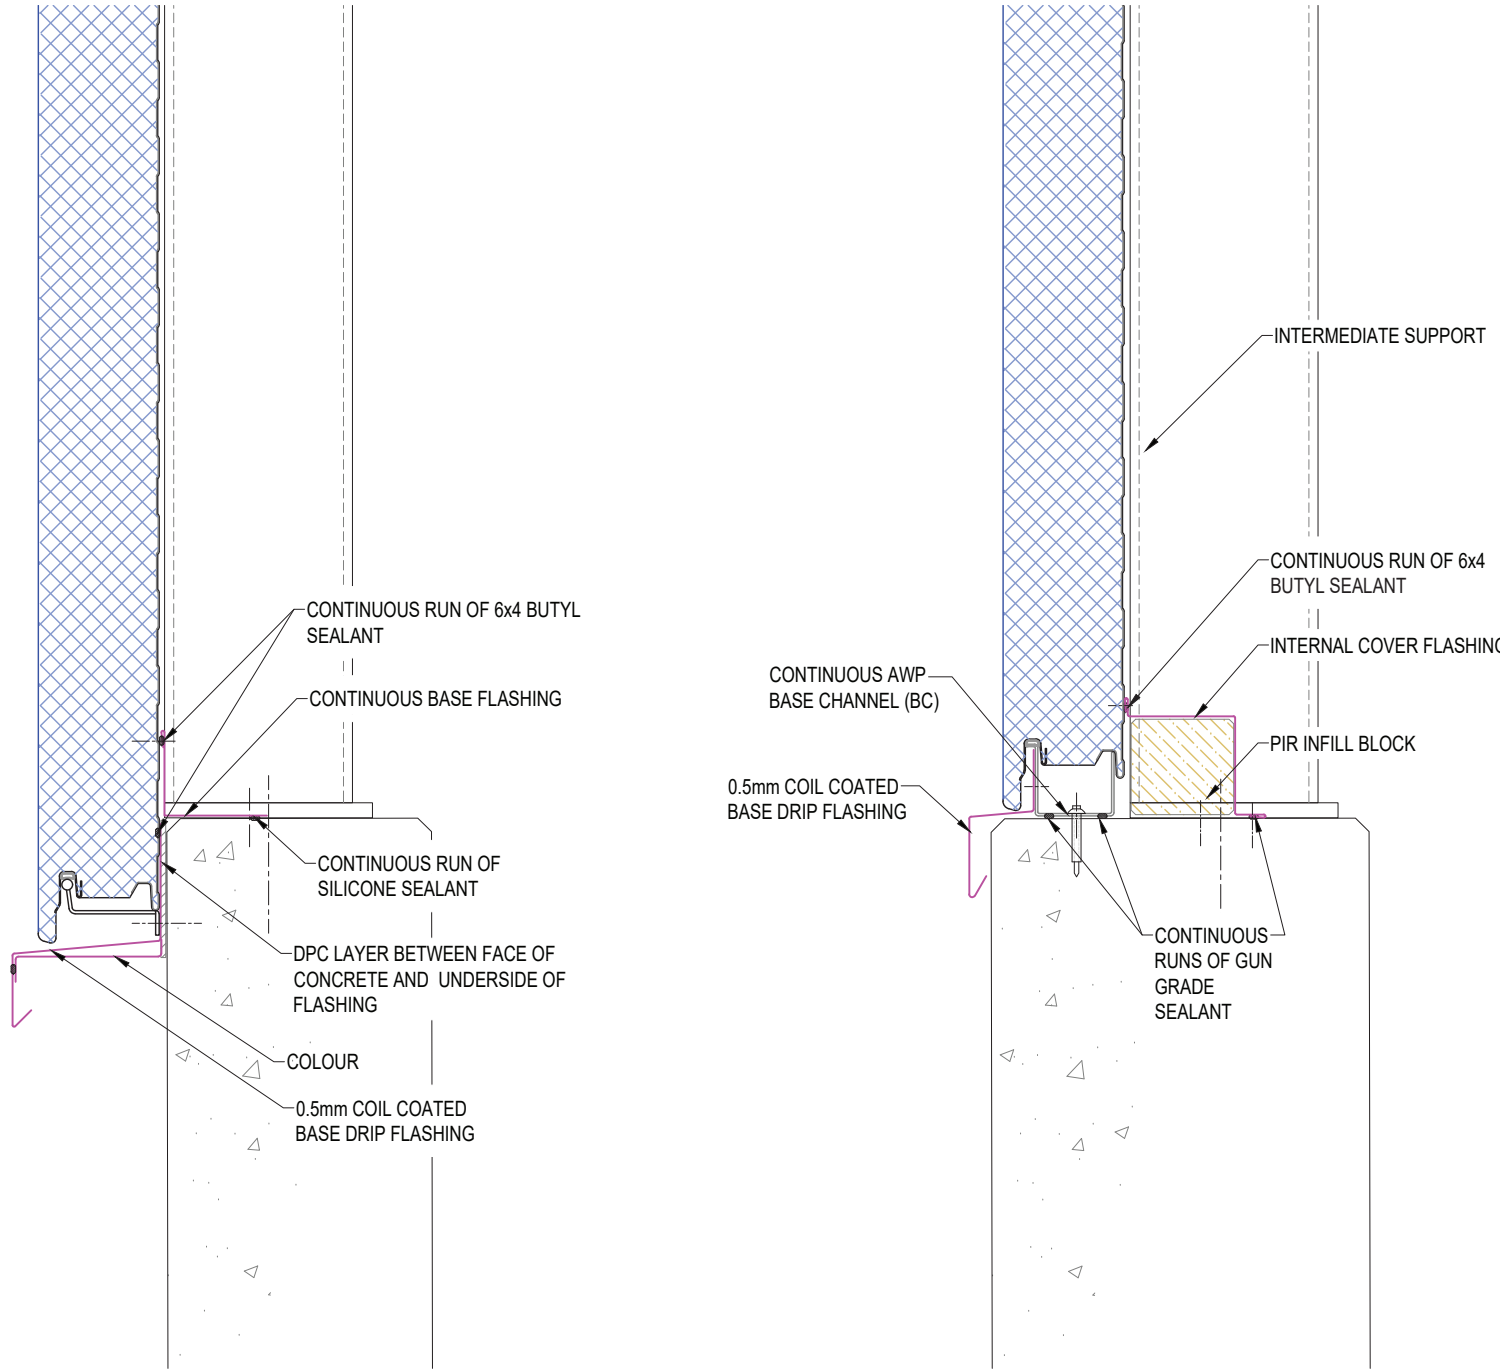 CONTINUOUS RUN OF 6x4 BUTYL
SEALANT
CONTINUOUS BASE FLASHING
CONTINUOUS RUN OF
SILICONE SEALANT
DPC LAYER BETWEEN FACE OF
CONCRETE AND UNDERSIDE OF
FLASHING
COLOUR
0.5mm COIL COATED
BASE DRIP FLASHING
INTERMEDIATE SUPPORT
CONTINUOUS RUN OF 6x4
BUTYL SEALANT
INTERNAL COVER FLASHING
CONTINUOUS AWP
BASE CHANNEL (BC)
PIR INFILL BLOCK
0.5mm COIL COATED
BASE DRIP FLASHING
CONTINUOUS
RUNS OF GUN
GRADE
SEALANT